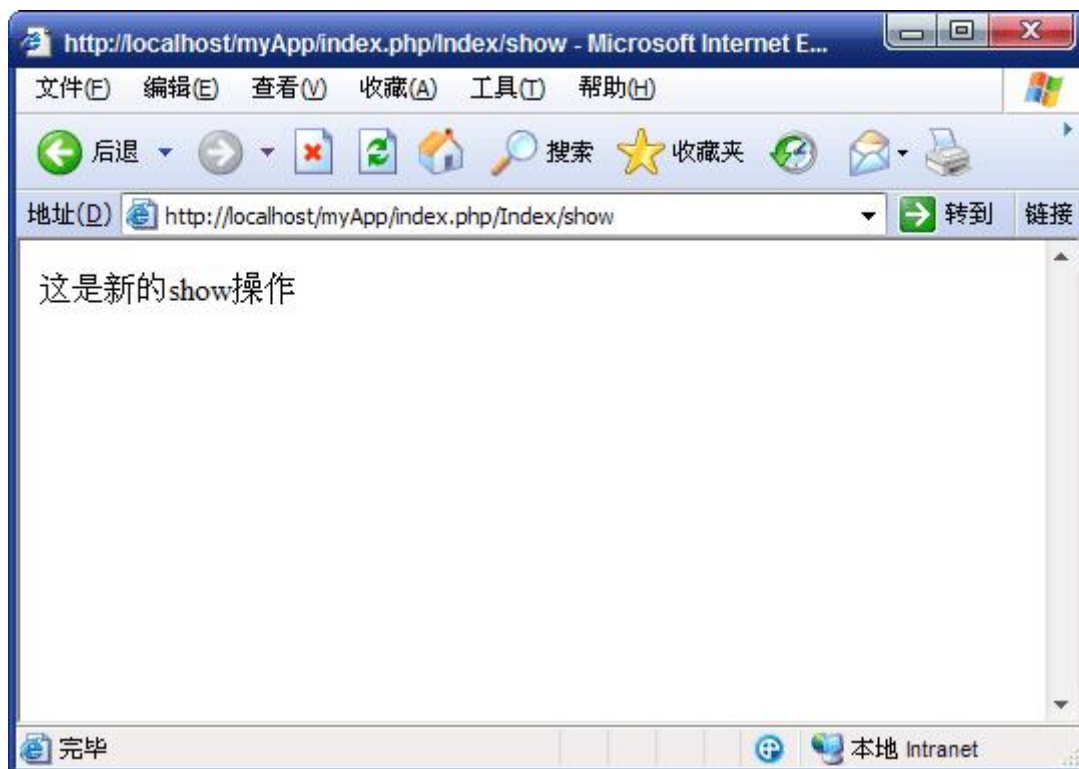 http://localhost/myApp/index.php/Index/show - Microsoft Internet E...
文件(F) 编辑(E) 查看(V) 收藏(A) 工具(T) 帮助(H)
后退 搜索 收藏夹
地址(D) http://localhost/myApp/index.php/Index/show 转到 链接
这是新的show操作
完毕 本地 Intranet